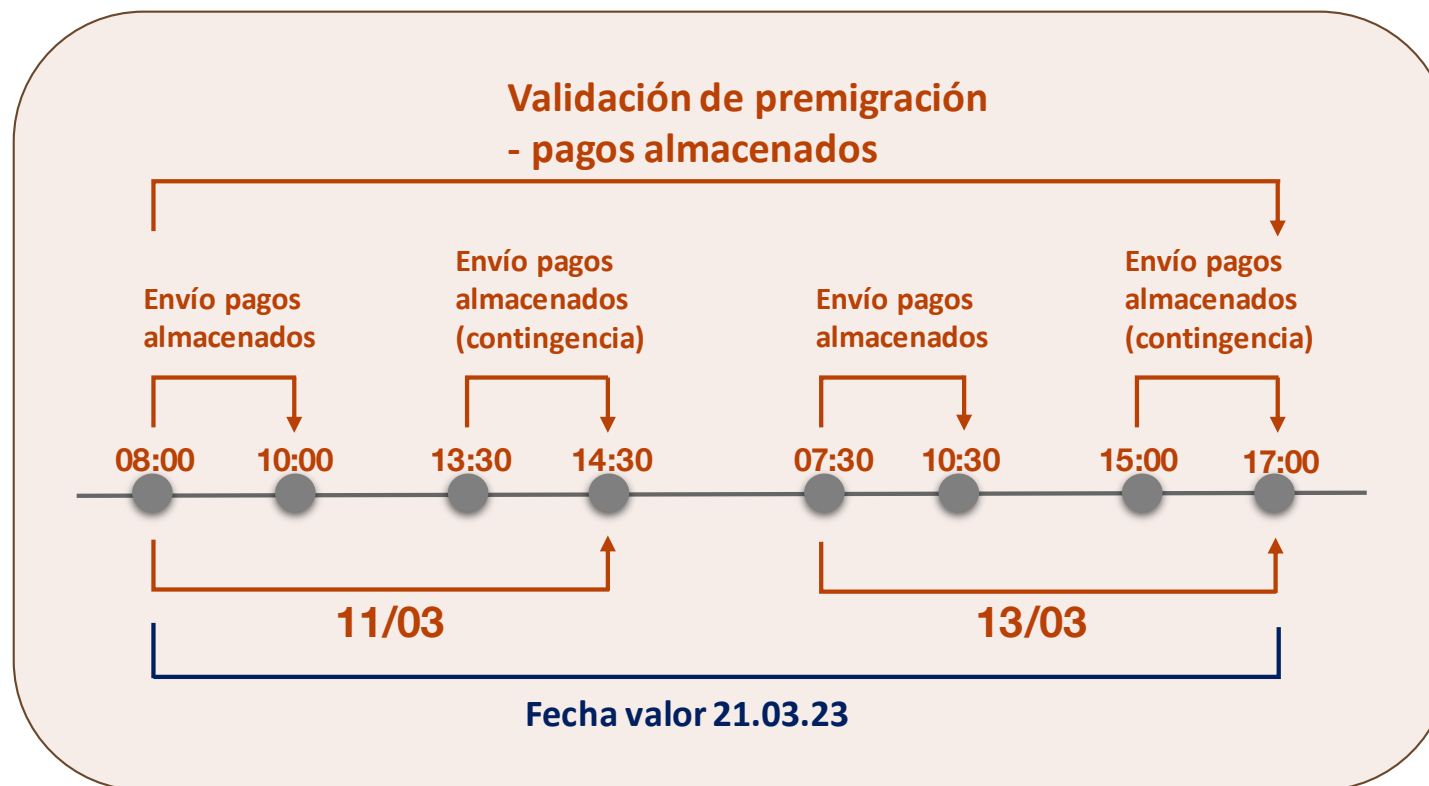 Validación de premigración
- pagos almacenados
Envío pagos
almacenados
Envío pagos
almacenados
(contingencia)
Envío pagos
almacenados
Envío pagos
almacenados
(contingencia)
08:00
10:00
13:30
14:30
07:30
10:30
15:00
17:00
11/03
13/03
Fecha valor 21.03.23